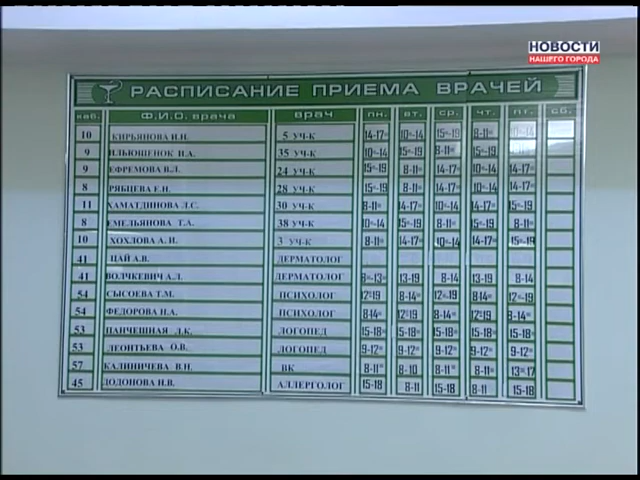 НОВОСТИ
НАШЕГО ГОРОДА
РАСПИСАНИЕ ПРИЕМА ВРАЧЕЙ
каб. Ф.И.О. врача врач пн. вт. ср. чт. пт. сб.
10 КИРЬЯНОВА И.Н. 5 УЧ-К 14-17 10-14 15-19 8-11 10-14
9 ИЛЬЮШЕНОК Н.А. 35 УЧ-К 10-14 15-19 8-11 15-19
9 ЕФРЕМОВА В.Л. 24 УЧ-К 15-19 8-11 14-17 10-14 14-17
8 РЯБЦЕВА Е.Н. 28 УЧ-К 15-19 8-11 14-17 10-14 14-17
11 ХАМАТДИНОВА Л.С. 30 УЧ-К 8-11 14-17 10-14 14-17 15-19
8 ЕМЕЛЬЯНОВА Т.А. 38 УЧ-К 10-14 15-19 8-11 15-19 8-11
10 ХОХЛОВА А.И. 3 УЧ-К 8-11 14-17 10-14 14-17 15-19
41 ЦАЙ А.В. ДЕРМАТОЛОГ
41 ВОЛЧКЕВИЧ А.Л. ДЕРМАТОЛОГ 8-13 13-19 8-14 13-19 8-14
54 СЫСОЕВА Т.М. ПСИХОЛОГ 12-19 8-14 12-19 8-14 12-19
54 ФЕДОРОВА Н.А. ПСИХОЛОГ 8-14 12-19 8-14 12-19 8-14
53 ПАНЧЕШНАЯ Л.К. ЛОГОПЕД 15-18 15-18 15-18 15-18 15-18
53 ЛЕОНТЬЕВА О.В. ЛОГОПЕД 9-12 9-12 9-12 9-12 9-12
57 КАЛИНИЧЕВА В.Н. ВК 8-11 8-10 8-11 8-11 13-17
45 ДОДОНОВА Н.В. АЛЛЕРГОЛОГ 15-18 8-11 15-18 8-11 15-18